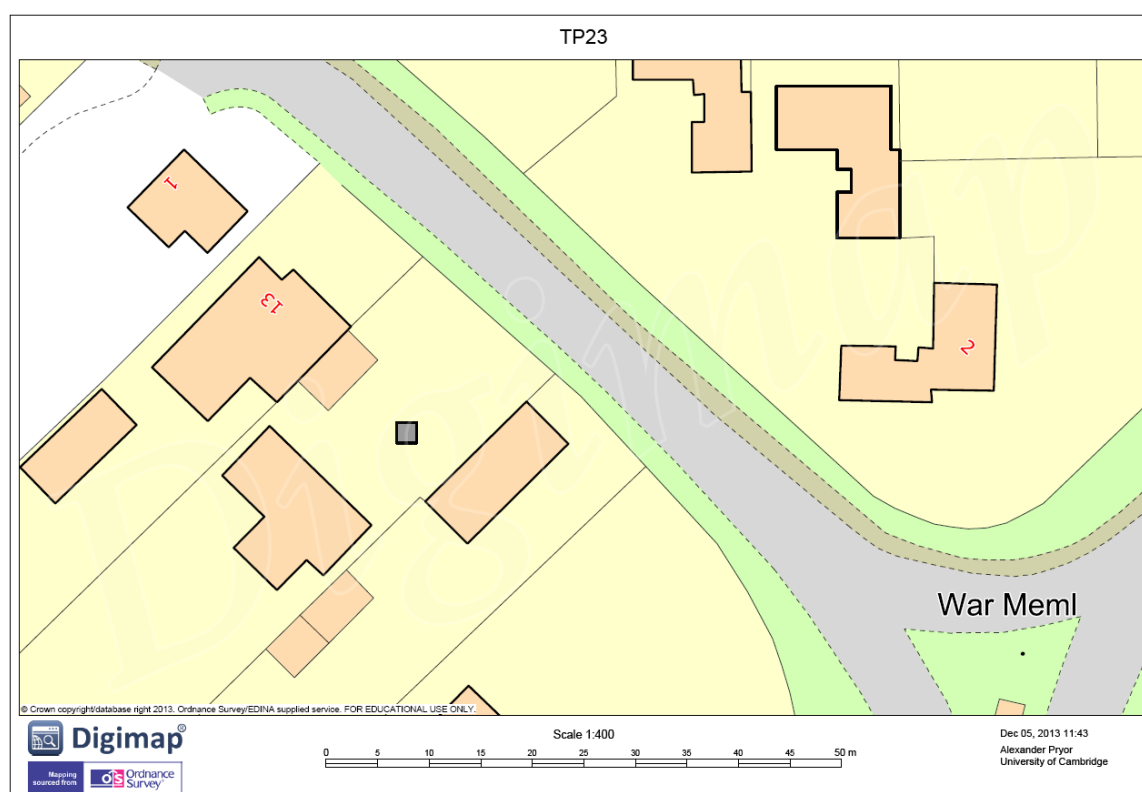 TP23
1
13
2
War Meml
Digimap
© Crown copyright/database right 2013. Ordnance Survey/EDINA supplied service. FOR EDUCATIONAL USE ONLY.
Digimap®
Mapping
sourced from
OS Ordnance
Survey®
Scale 1:400
0 5 10 15 20 25 30 35 40 45 50 m
Dec 05, 2013 11:43
Alexander Pryor
University of Cambridge